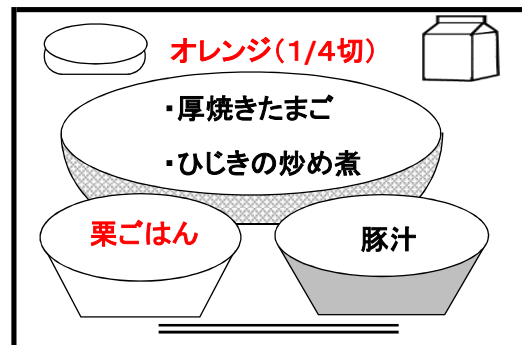 オレンジ（１/４切）
・厚焼きたまご
・ひじきの炒め煮
栗ごはん
豚汁